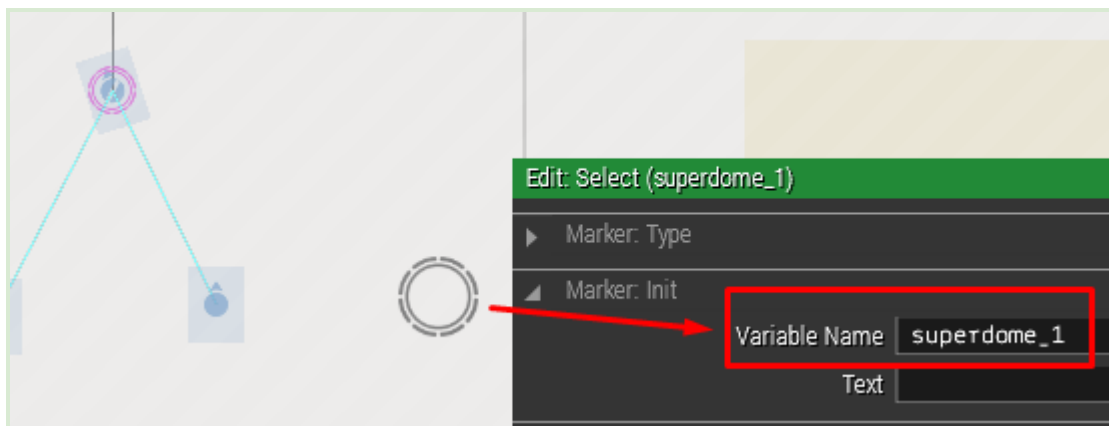 Edit: Select (superdome_1)
Marker: Type
Marker: Init
Variable Name superdome_1
Text